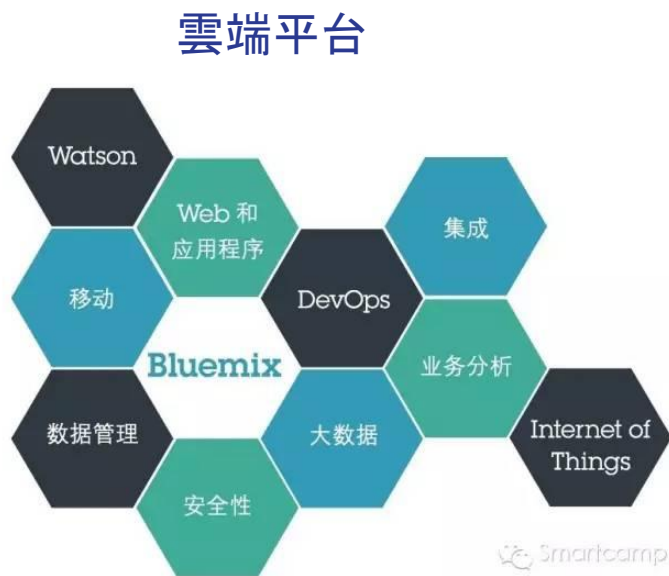 雲端平台
Watson
Web 和
应用程序
集成
移动
DevOps
Bluemix
业务分析
数据管理
大数据
Internet of
Things
安全性
Smartcamp